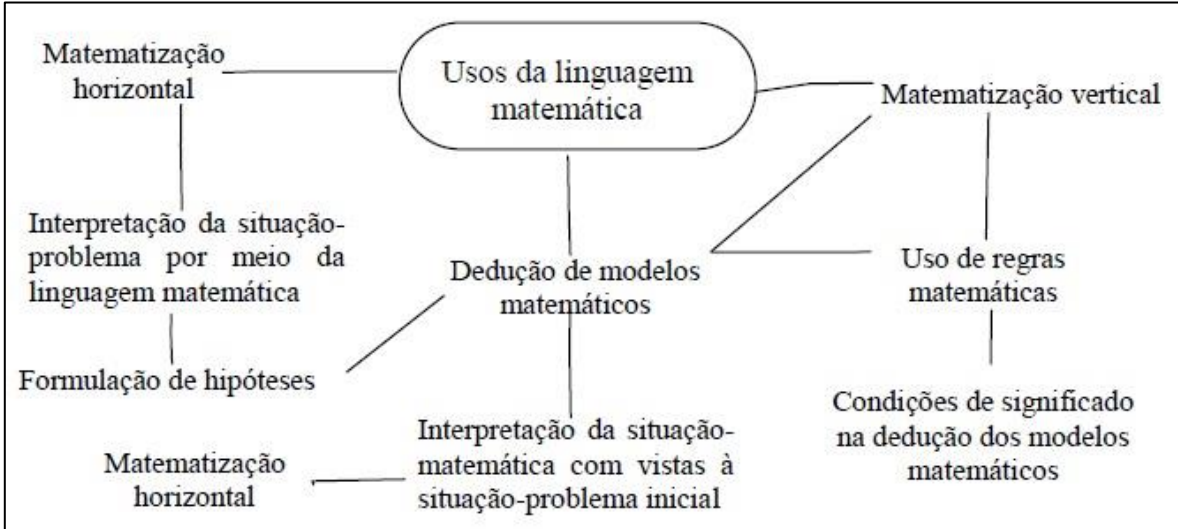 Matematização
horizontal
Usos da linguagem
matemática
Matematização vertical
Interpretação da situação-
problema por meio da
linguagem matemática
Dedução de modelos
matemáticos
Uso de regras
matemáticas
Formulação de hipóteses
Condições de significado
na dedução dos modelos
matemáticos
Interpretação da situação-
matemática com vistas à
situação-problema inicial
Matematização
horizontal